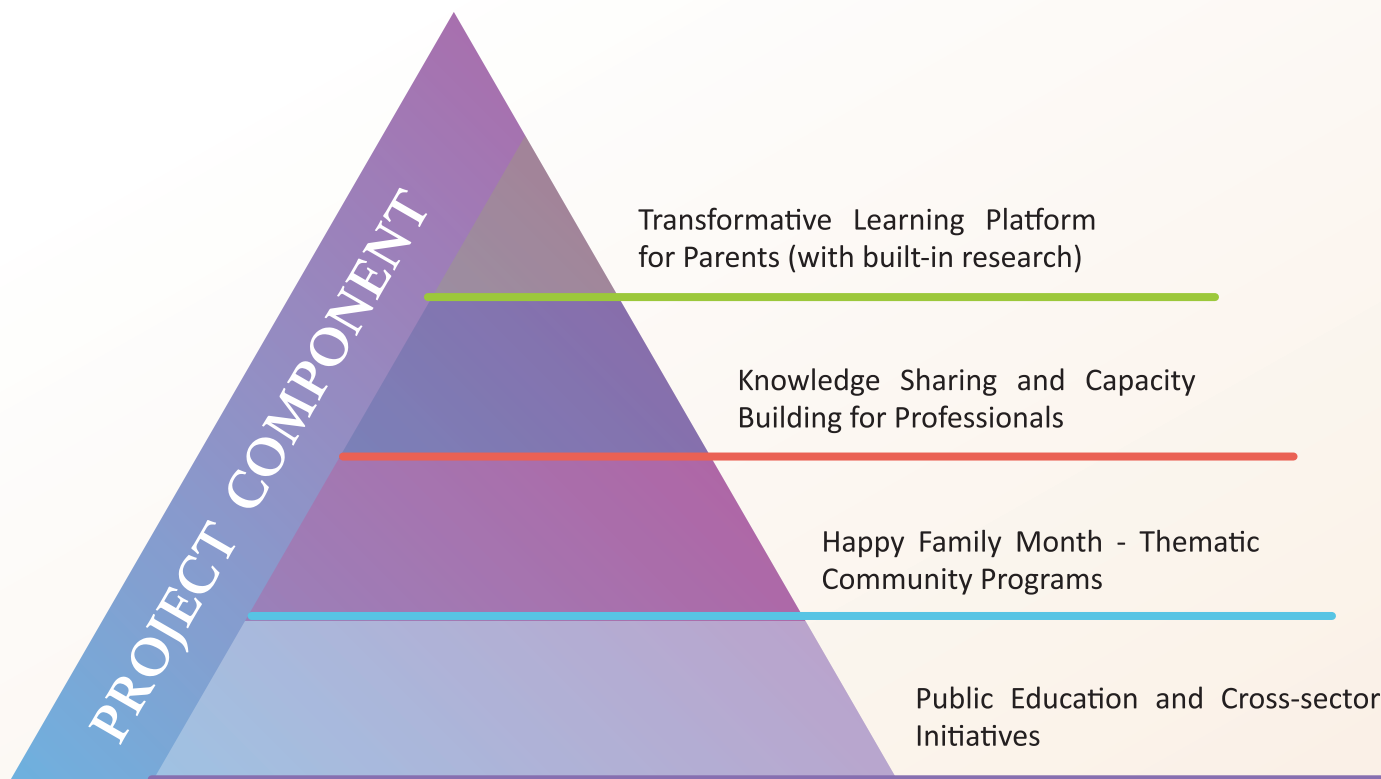 PROJECT COMPONENT
Transformative Learning Platform
for Parents (with built-in research)
Knowledge Sharing and Capacity
Building for Professionals
Happy Family Month - Thematic
Community Programs
Public Education and Cross-sector
Initiatives